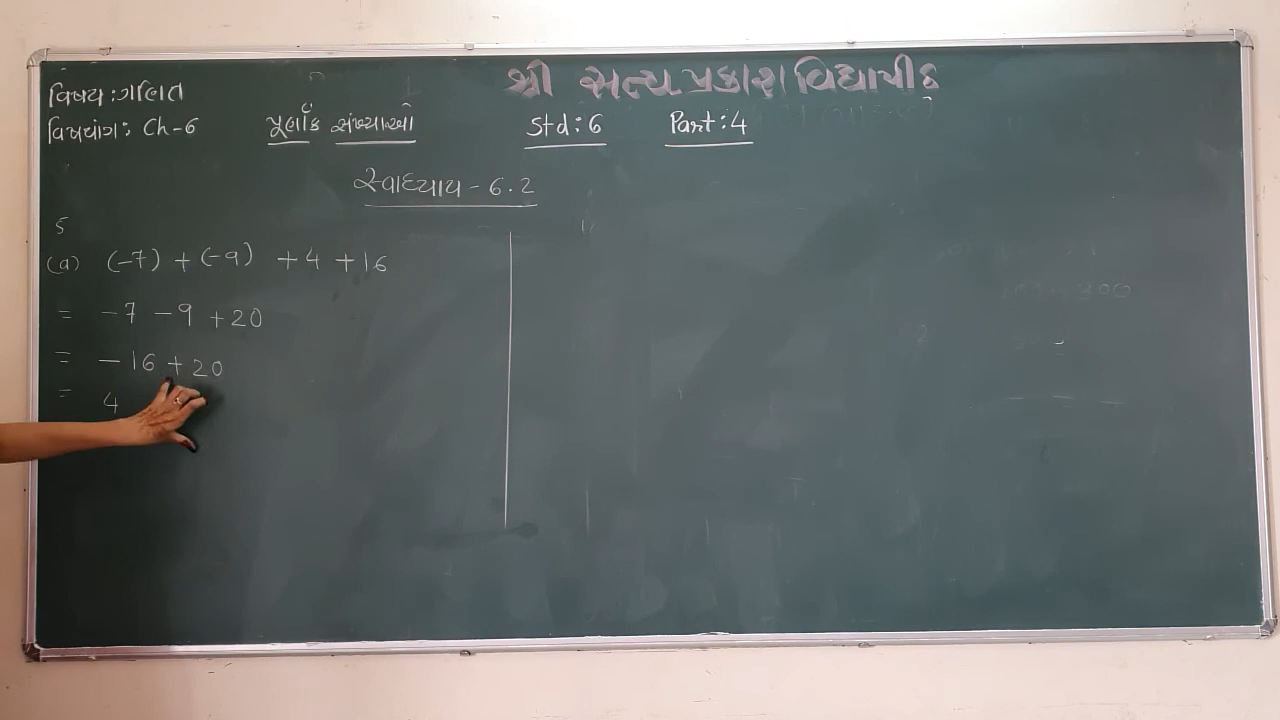 શ્રી સત્ય પ્રકાશ વિદ્યાપીઠ
વિષય : ગણિત
વિષયાંગ : Ch-6 પૂર્ણાંક સંખ્યાઓ Std : 6 Part : 4
સ્વાધ્યાય - 6.2
5
(a) (-7) + (-9) + 4 + 16
= -7 -9 +20
= -16 + 20
= 4